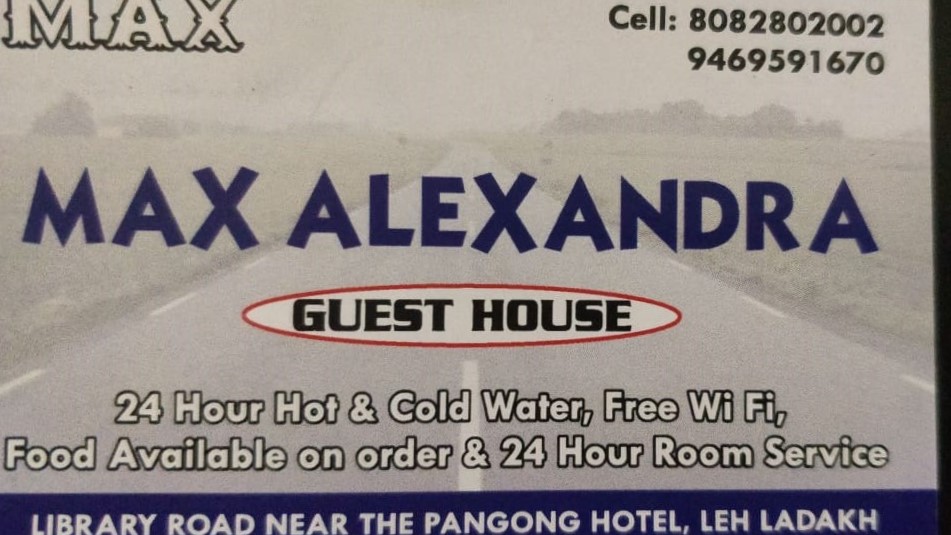 MAX
Cell: 8082802002
9469591670
MAX ALEXANDRA
GUEST HOUSE
24 Hour Hot & Cold Water, Free Wi Fi,
Food Available on order & 24 Hour Room Service
LIBRARY ROAD NEAR THE PANGONG HOTEL, LEH LADAKH